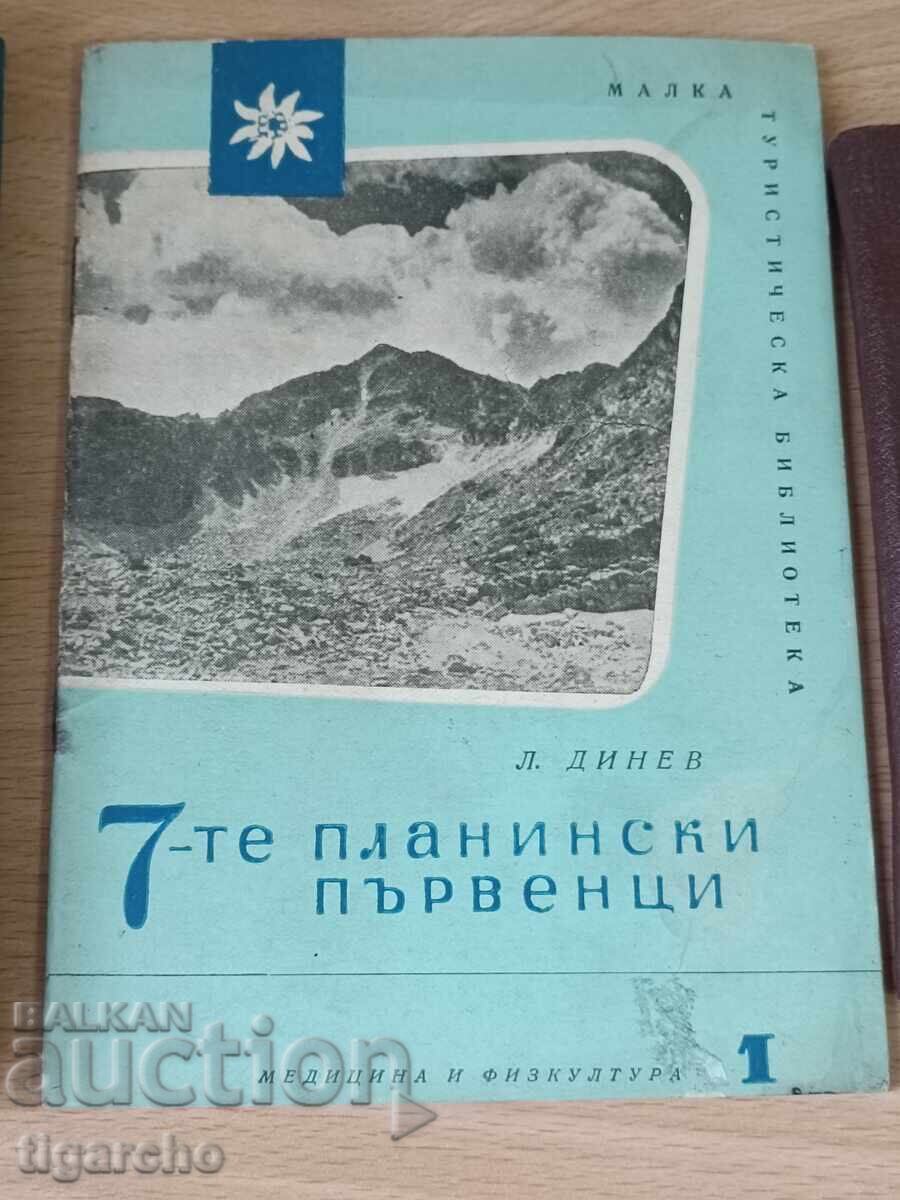 МАЛКА
ТУРИСТИЧЕСКА БИБЛИОТЕКА
Л. ДИНЕВ
7-те планински
първенци
МЕДИЦИНА И ФИЗКУЛТУРА
1
BALKAN
auction
tigarcho